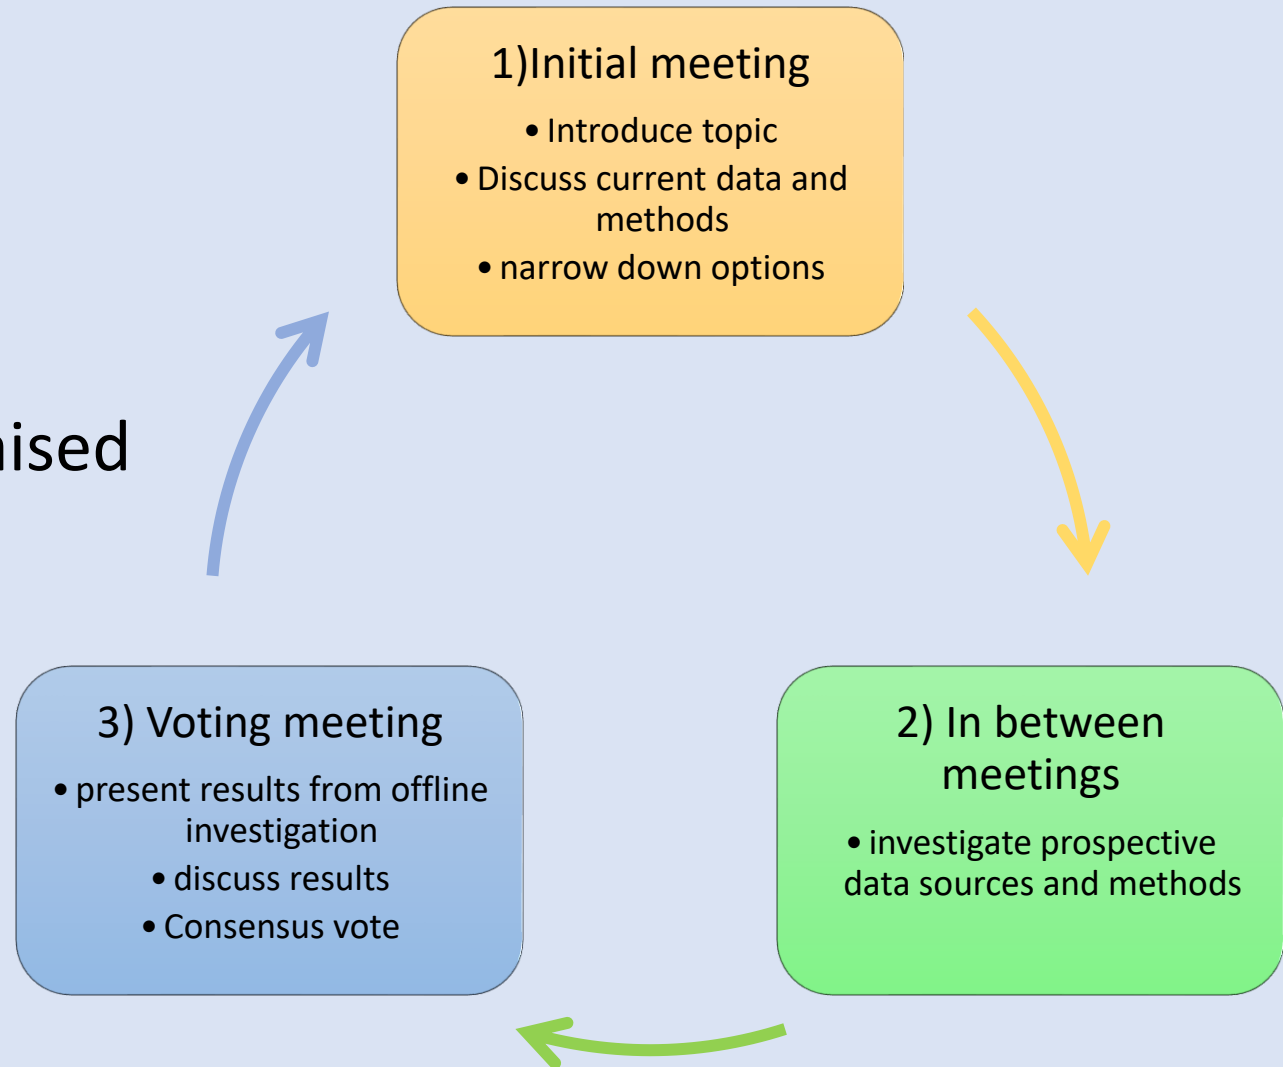 1)Initial meeting
• Introduce topic
• Discuss current data and
methods
• narrow down options
nised
3) Voting meeting
• present results from offline
investigation
• discuss results
• Consensus vote
2) In between
meetings
• investigate prospective
data sources and methods